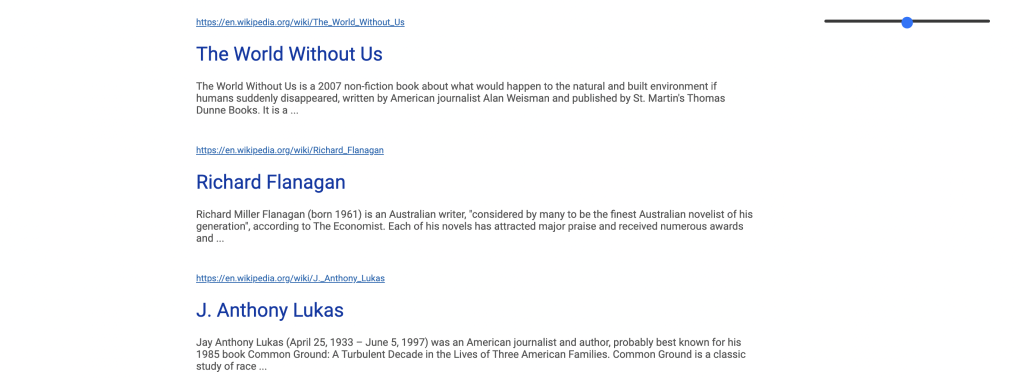 https://en.wikipedia.org/wiki/The_World_Without_Us
The World Without Us
The World Without Us is a 2007 non-fiction book about what would happen to the natural and built environment if
humans suddenly disappeared, written by American journalist Alan Weisman and published by St. Martin's Thomas
Dunne Books. It is a ...
https://en.wikipedia.org/wiki/Richard_Flanagan
Richard Flanagan
Richard Miller Flanagan (born 1961) is an Australian writer, "considered by many to be the finest Australian novelist of his
generation", according to The Economist. Each of his novels has attracted major praise and received numerous awards
and ...
https://en.wikipedia.org/wiki/J._Anthony_Lukas
J. Anthony Lukas
Jay Anthony Lukas (April 25, 1933 – June 5, 1997) was an American journalist and author, probably best known for his
1985 book Common Ground: A Turbulent Decade in the Lives of Three American Families. Common Ground is a classic
study of race ...